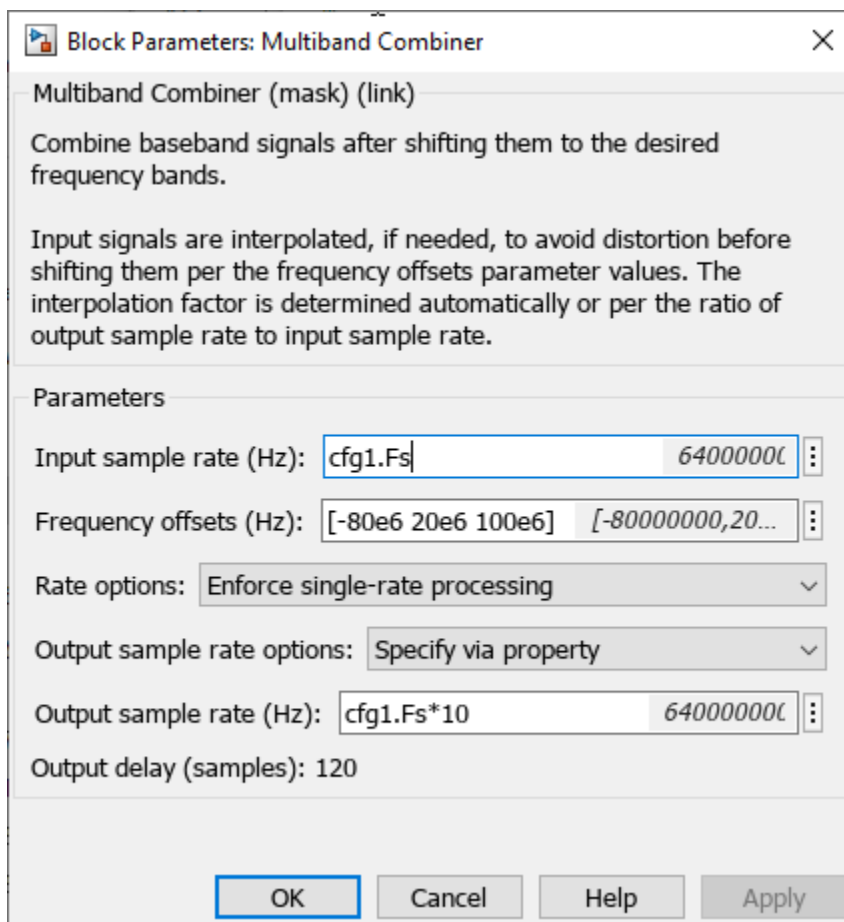 Block Parameters: Multiband Combiner
Multiband Combiner (mask) (link)
Combine baseband signals after shifting them to the desired
frequency bands.
Input signals are interpolated, if needed, to avoid distortion before
shifting them per the frequency offsets parameter values. The
interpolation factor is determined automatically or per the ratio of
output sample rate to input sample rate.
Parameters
Input sample rate (Hz): cfg1.Fs 64000000
Frequency offsets (Hz): [-80e6 20e6 100e6] [-80000000,20...
Rate options: Enforce single-rate processing
Output sample rate options: Specify via property
Output sample rate (Hz): cfg1.Fs*10 640000000
Output delay (samples): 120
OK Cancel Help Apply